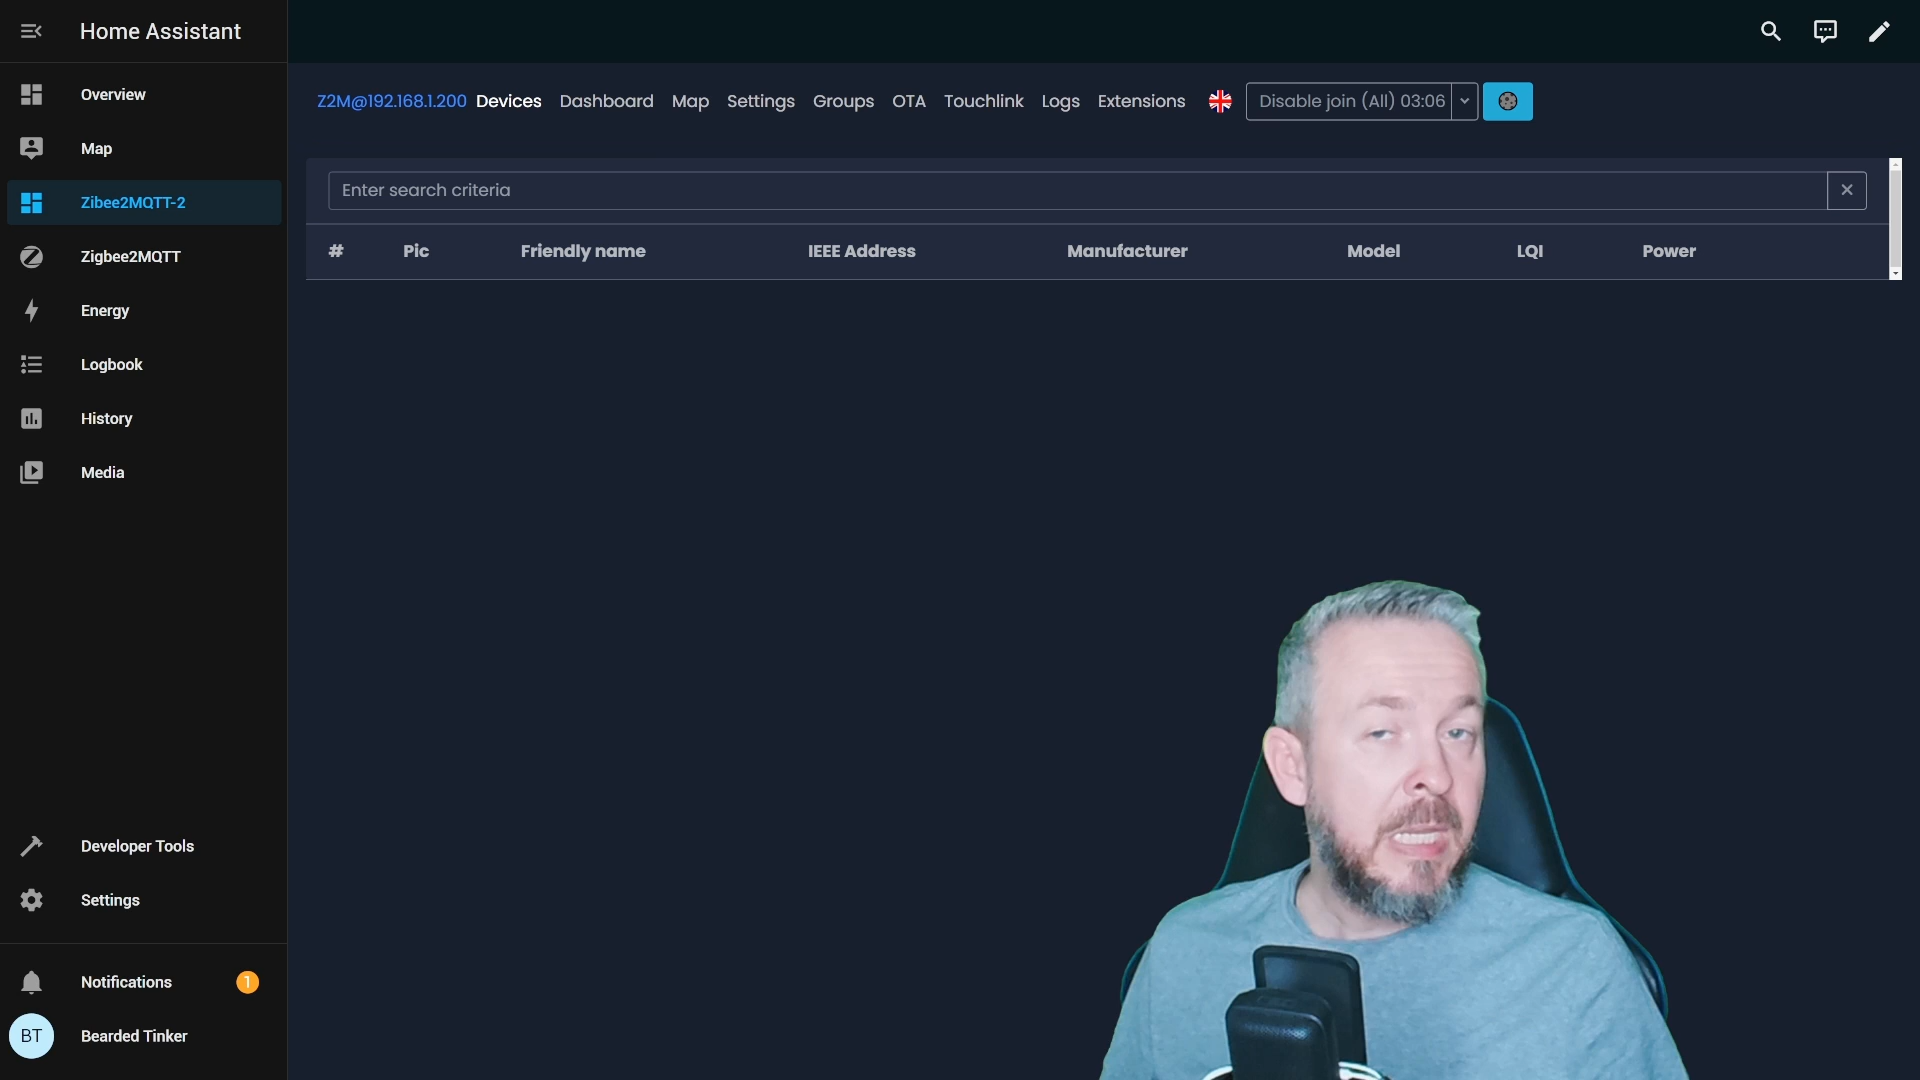 Home Assistant
Overview
Map
Zibee2MQTT-2
Zigbee2MQTT
Energy
Logbook
History
Media
Developer Tools
Settings
Notifications 1
BT Bearded Tinker
Z2M@192.168.1.200 Devices Dashboard Map Settings Groups OTA Touchlink Logs Extensions Disable join (All) 03:06
Enter search criteria
# Pic Friendly name IEEE Address Manufacturer Model LQI Power